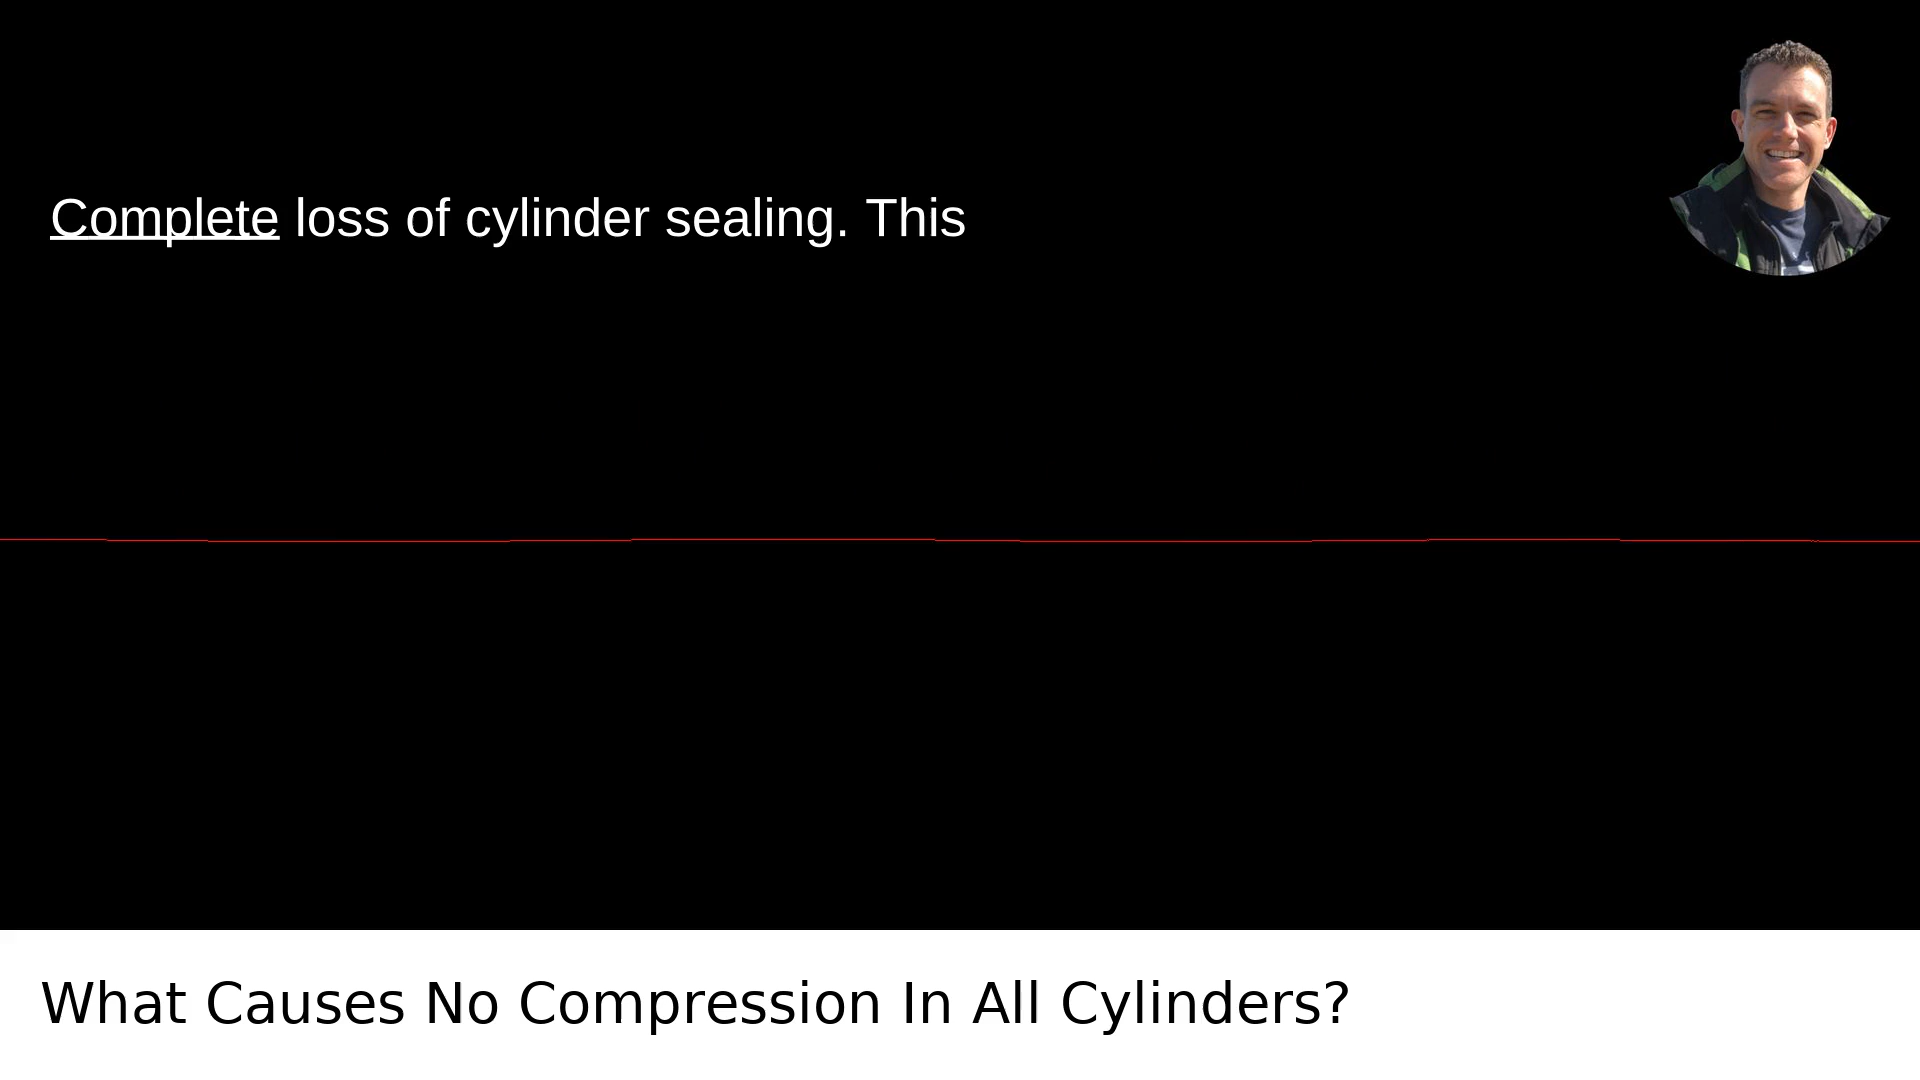 Complete loss of cylinder sealing. This
What Causes No Compression In All Cylinders?